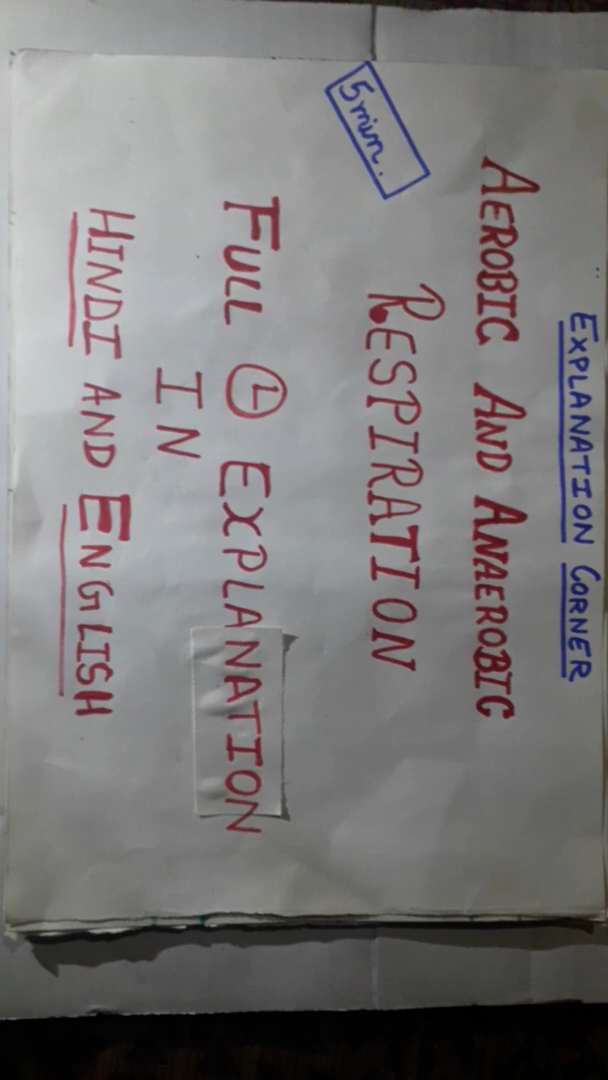 EXPLANATION CORNER
AEROBIC AND ANAEROBIC
RESPIRATION
5 min.
FULL EXPLANATION
IN
HINDI AND ENGLISH